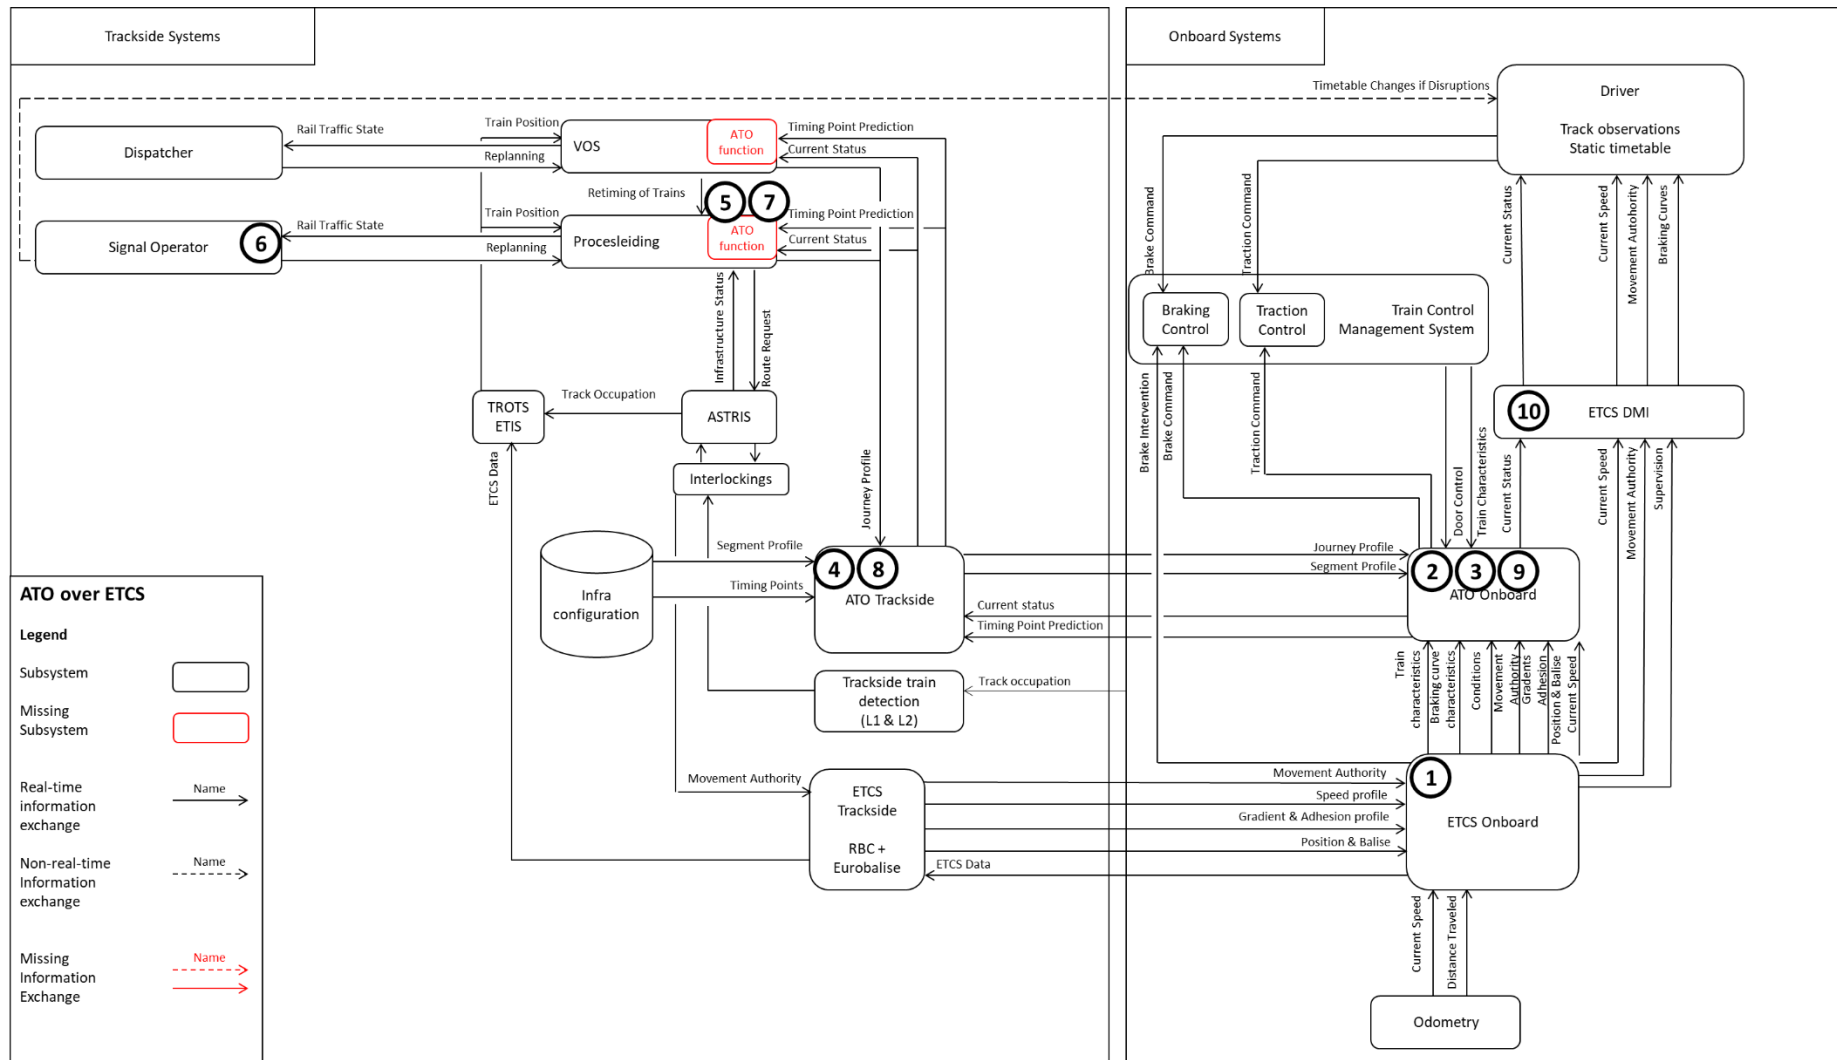 Trackside Systems
Onboard Systems
Timetable Changes if Disruptions
Driver
Track observations
Static timetable
Dispatcher
Rail Traffic State
Replanning
Train Position
VOS
ATO
function
Timing Point Prediction
Current Status
Retiming of Trains
5
7
Signal Operator
6
Rail Traffic State
Replanning
Train Position
Procesleiding
ATO
function
Timing Point Prediction
Current Status
Brake Command
Traction Command
Current Status
Current Speed
Movement Autohority
Braking Curves
Braking
Control
Traction
Control
Train Control
Management System
Infrastructure Status
Route Request
TROTS
ETIS
Track Occupation
ASTRIS
Interlockings
ETCS Data
Journey Profile
Brake Intervention
Brake Command
Traction Command
Door Control
Train Characteristics
Current Status
10
ETCS DMI
Current Speed
Movement Authority
Supervision
Infra
configuration
Segment Profile
Timing Points
4
8
ATO Trackside
Journey Profile
Segment Profile
Current status
Timing Point Prediction
2
3
9
ATO Onboard
Trackside train
detection
(L1 & L2)
Track occupation
Train
characteristics
Braking curve
characteristics
Conditions
Movement
Authority
Gradents
Adhesion
Position & Balise
Current Speed
Movement Authority
ETCS
Trackside
RBC +
Eurobalise
Movement Authority
Speed profile
Gradient & Adhesion profile
Position & Balise
ETCS Data
1
ETCS Onboard
Current Speed
Distance Traveled
Odometry
ATO over ETCS
Legend
Subsystem
Missing
Subsystem
Real-time
information
exchange
Name
Non-real-time
Information
exchange
Name
Missing
Information
Exchange
Name